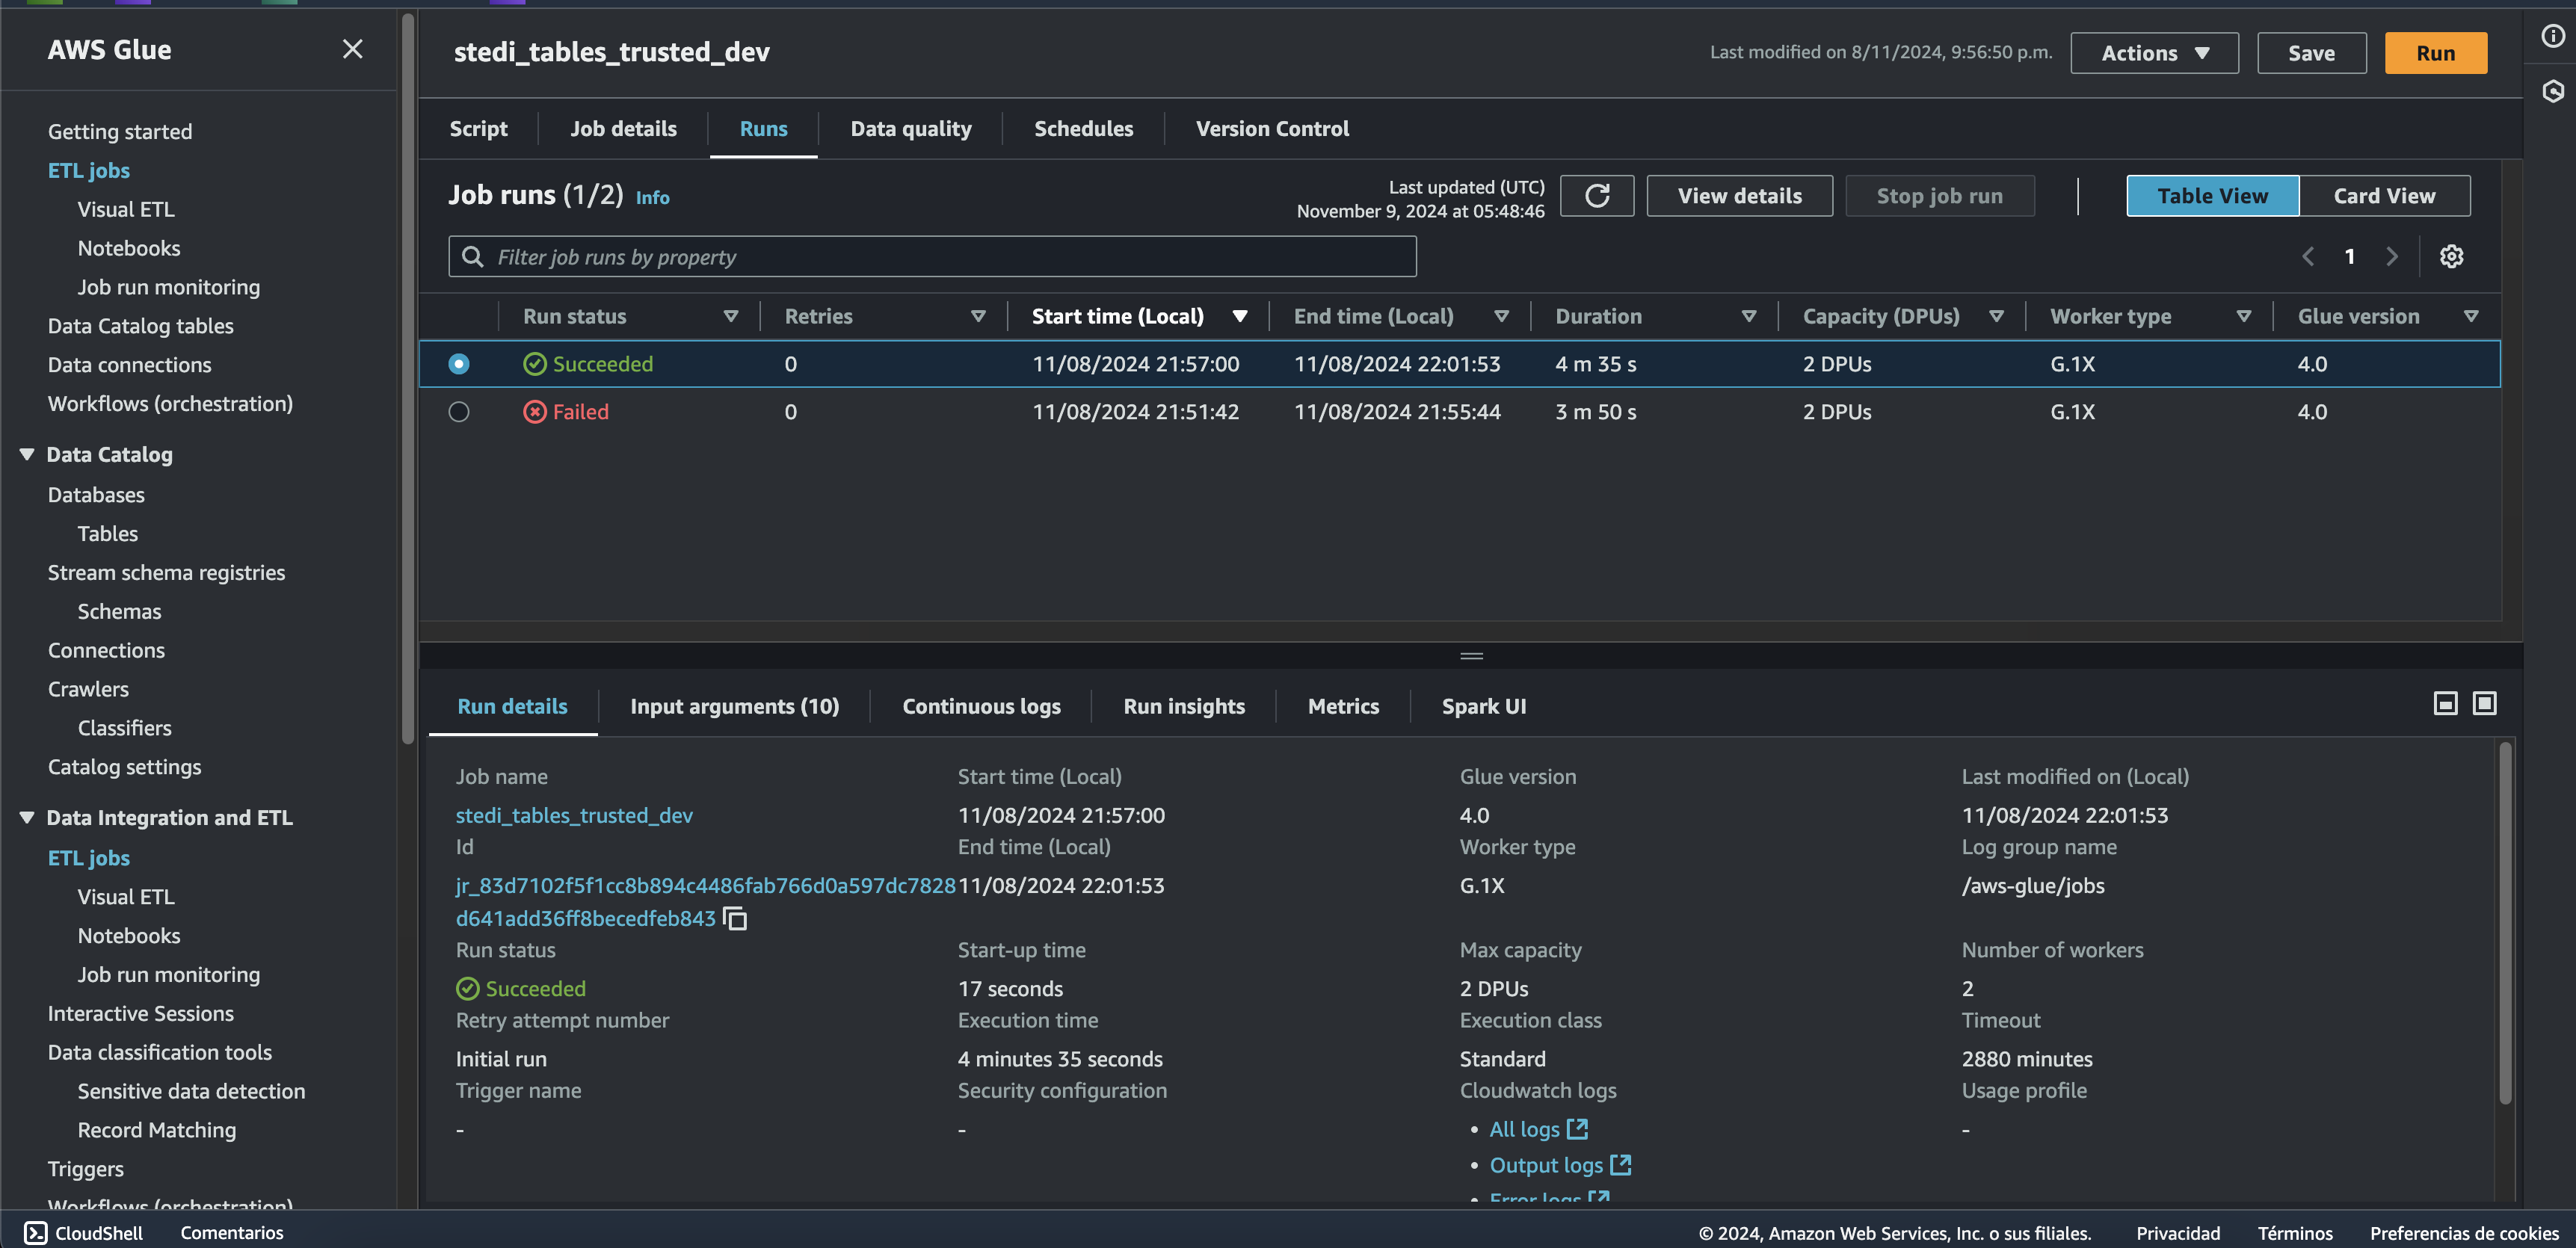 AWS Glue
Getting started
ETL jobs
Visual ETL
Notebooks
Job run monitoring
Data Catalog tables
Data connections
Workflows (orchestration)
Data Catalog
Databases
Tables
Stream schema registries
Schemas
Connections
Crawlers
Classifiers
Catalog settings
Data Integration and ETL
ETL jobs
Visual ETL
Notebooks
Job run monitoring
Interactive Sessions
Data classification tools
Sensitive data detection
Record Matching
Triggers
Workflows (orchestration)
stedi_tables_trusted_dev
Last modified on 8/11/2024, 9:56:50 p.m.
Actions
Save
Run
Script
Job details
Runs
Data quality
Schedules
Version Control
Job runs (1/2) Info
Last updated (UTC)
November 9, 2024 at 05:48:46
View details
Stop job run
Table View
Card View
Filter job runs by property
1
Run status Retries Start time (Local) End time (Local) Duration Capacity (DPUs) Worker type Glue version
Succeeded 0 11/08/2024 21:57:00 11/08/2024 22:01:53 4 m 35 s 2 DPUs G.1X 4.0
Failed 0 11/08/2024 21:51:42 11/08/2024 21:55:44 3 m 50 s 2 DPUs G.1X 4.0
Run details
Input arguments (10)
Continuous logs
Run insights
Metrics
Spark UI
Job name
stedi_tables_trusted_dev
Id
jr_83d7102f5f1cc8b894c4486fab766d0a597dc7828
d641add36ff8becedfeb843
Run status
Succeeded
Retry attempt number
Initial run
Trigger name
-
Start time (Local)
11/08/2024 21:57:00
End time (Local)
11/08/2024 22:01:53
Start-up time
17 seconds
Execution time
4 minutes 35 seconds
Security configuration
-
Glue version
4.0
Worker type
G.1X
Max capacity
2 DPUs
Execution class
Standard
Cloudwatch logs
• All logs
• Output logs
• Error logs
Last modified on (Local)
11/08/2024 22:01:53
Log group name
/aws-glue/jobs
Number of workers
2
Timeout
2880 minutes
Usage profile
-
CloudShell
Comentarios
© 2024, Amazon Web Services, Inc. o sus filiales.
Privacidad
Términos
Preferencias de cookies